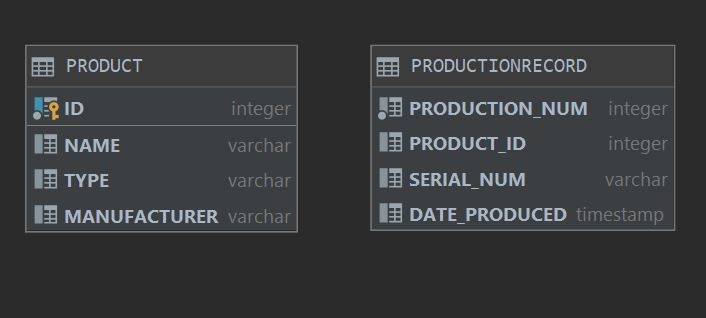 PRODUCT
ID integer
NAME varchar
TYPE varchar
MANUFACTURER varchar
PRODUCTIONRECORD
PRODUCTION_NUM integer
PRODUCT_ID integer
SERIAL_NUM varchar
DATE_PRODUCED timestamp